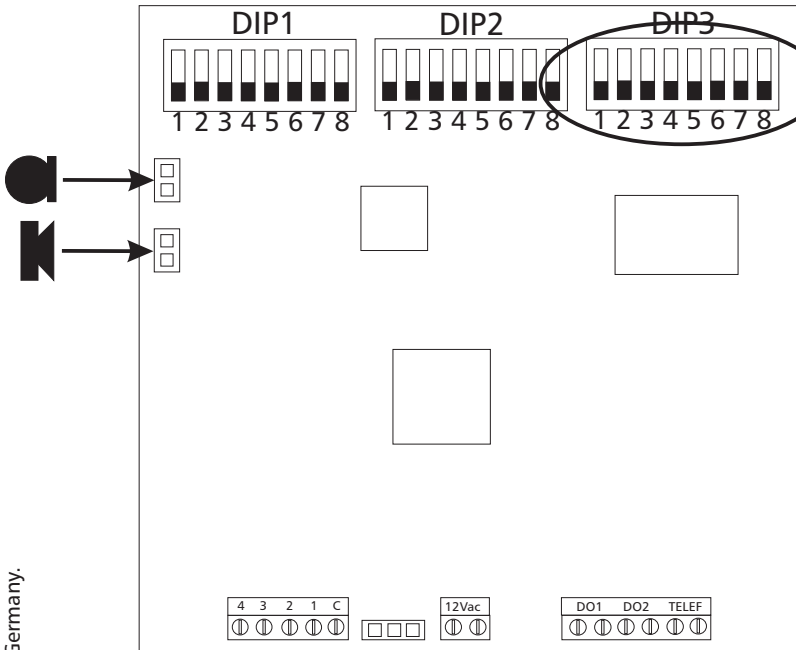 DIP1 DIP2 DIP3
1 2 3 4 5 6 7 8 1 2 3 4 5 6 7 8 1 2 3 4 5 6 7 8
4 3 2 1 C 12Vac DO1 DO2 TELEF
Germany.